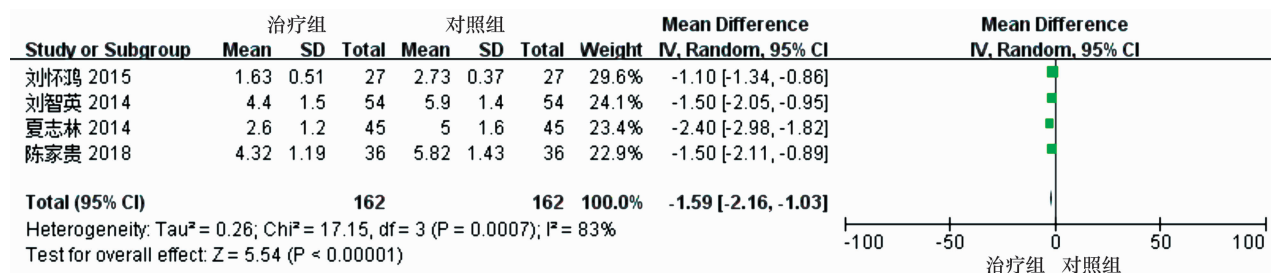 治疗组 对照组 Mean Difference Mean Difference
Study or Subgroup Mean SD Total Mean SD Total Weight IV, Random, 95% CI IV, Random, 95% CI
刘怀鸿 2015 1.63 0.51 27 2.73 0.37 27 29.6% -1.10 [-1.34, -0.86]
刘智英 2014 4.4 1.5 54 5.9 1.4 54 24.1% -1.50 [-2.05, -0.95]
夏志林 2014 2.6 1.2 45 5 1.6 45 23.4% -2.40 [-2.98, -1.82]
陈家贵 2018 4.32 1.19 36 5.82 1.43 36 22.9% -1.50 [-2.11, -0.89]
Total (95% CI) 162 162 100.0% -1.59 [-2.16, -1.03]
Heterogeneity: Tau² = 0.26; Chi² = 17.15, df = 3 (P = 0.0007); I² = 83%
Test for overall effect: Z = 5.54 (P < 0.00001)
-100 -50 0 50 100
治疗组 对照组